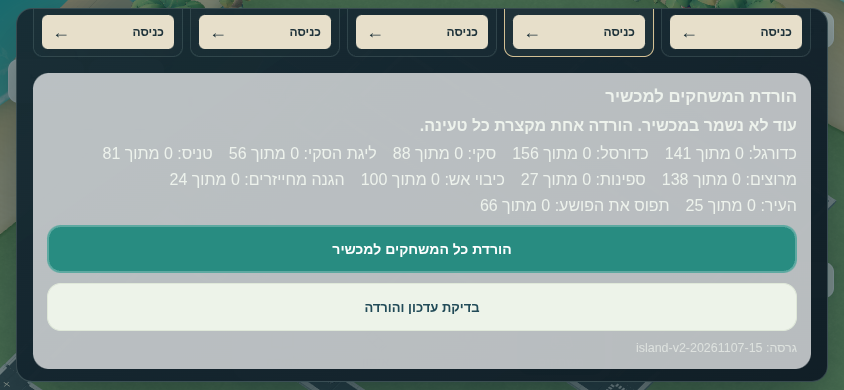 כניסה ← כניסה ← כניסה ← כניסה ← כניסה ←
הורדת המשחקים למכשיר
עוד לא נשמר במכשיר. הורדה אחת מקצרת כל טעינה.
כדורגל: 0 מתוך 141 כדורסל: 0 מתוך 156 סקי: 0 מתוך 88 ליגת הסקי: 0 מתוך 56 טניס: 0 מתוך 81
מרוצים: 0 מתוך 138 ספינות: 0 מתוך 27 כיבוי אש: 0 מתוך 100 הגנה מחייזרים: 0 מתוך 24
העיר: 0 מתוך 25 תפוס את הפושע: 0 מתוך 66
הורדת כל המשחקים למכשיר
בדיקת עדכון והורדה
גרסה: island-v2-20261107-15